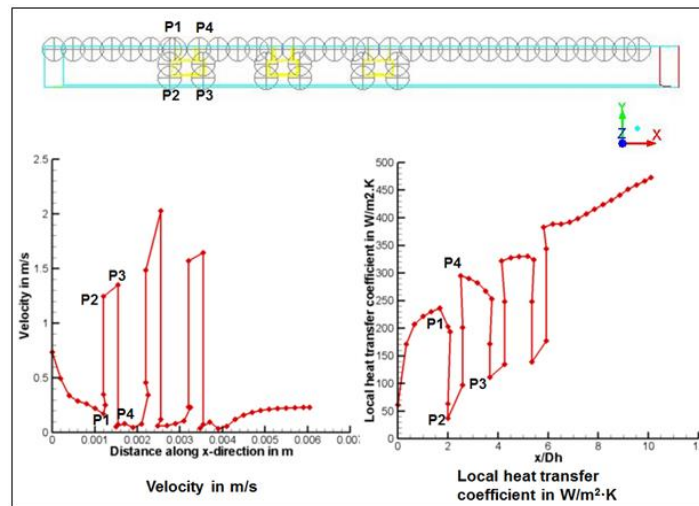 P1 P4
P2 P3
Y
Z X
2.5
2
1.5
1
0.5
0
Velocity in m/s
P2
P3
P1
P4
0 0.001 0.002 0.003 0.004 0.005 0.006
Distance along x-direction in m
Velocity in m/s
500
450
400
350
300
250
200
150
100
50
0
Local heat transfer coefficient in W/m2.K
P4
P1
P3
P2
0 2 4 6 8 10
x/Dh
Local heat transfer
coefficient in W/m²·K